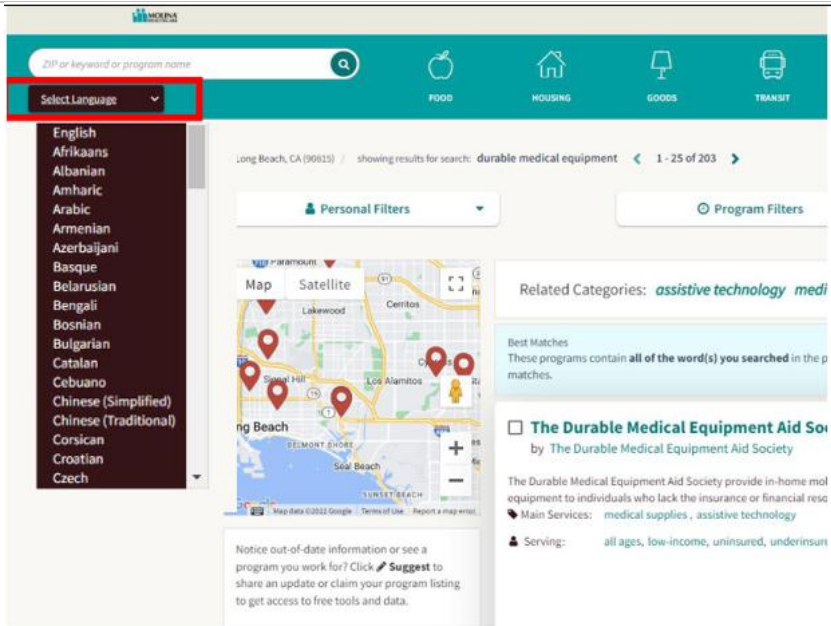 MOLINA
HEALTHCARE
ZIP or keyword or program name
FOOD
HOUSING
GOODS
TRANSIT
Select Language
English
Afrikaans
Albanian
Amharic
Arabic
Armenian
Azerbaijani
Basque
Belarusian
Bengali
Bosnian
Bulgarian
Catalan
Cebuano
Chinese (Simplified)
Chinese (Traditional)
Corsican
Croatian
Czech
Long Beach, CA (90815) / showing results for search: durable medical equipment 1 - 25 of 203
Personal Filters
Program Filters
Map Satellite
Paramount
91
Lakewood
Cerritos
Signal Hill
Los Alamitos
19
1
ng Beach
BELMONT SHORE
Seal Beach
SUNSET BEACH
Map data ©2022 Google Terms of Use Report a map error
Notice out-of-date information or see a
program you work for? Click Suggest to
share an update or claim your program listing
to get access to free tools and data.
Related Categories: assistive technology medi
Best Matches
These programs contain all of the word(s) you searched in the p
matches.
The Durable Medical Equipment Aid Soc
by The Durable Medical Equipment Aid Society
The Durable Medical Equipment Aid Society provide in-home mol
equipment to individuals who lack the insurance or financial reso
Main Services: medical supplies , assistive technology
Serving: all ages, low-income, uninsured, underinsure